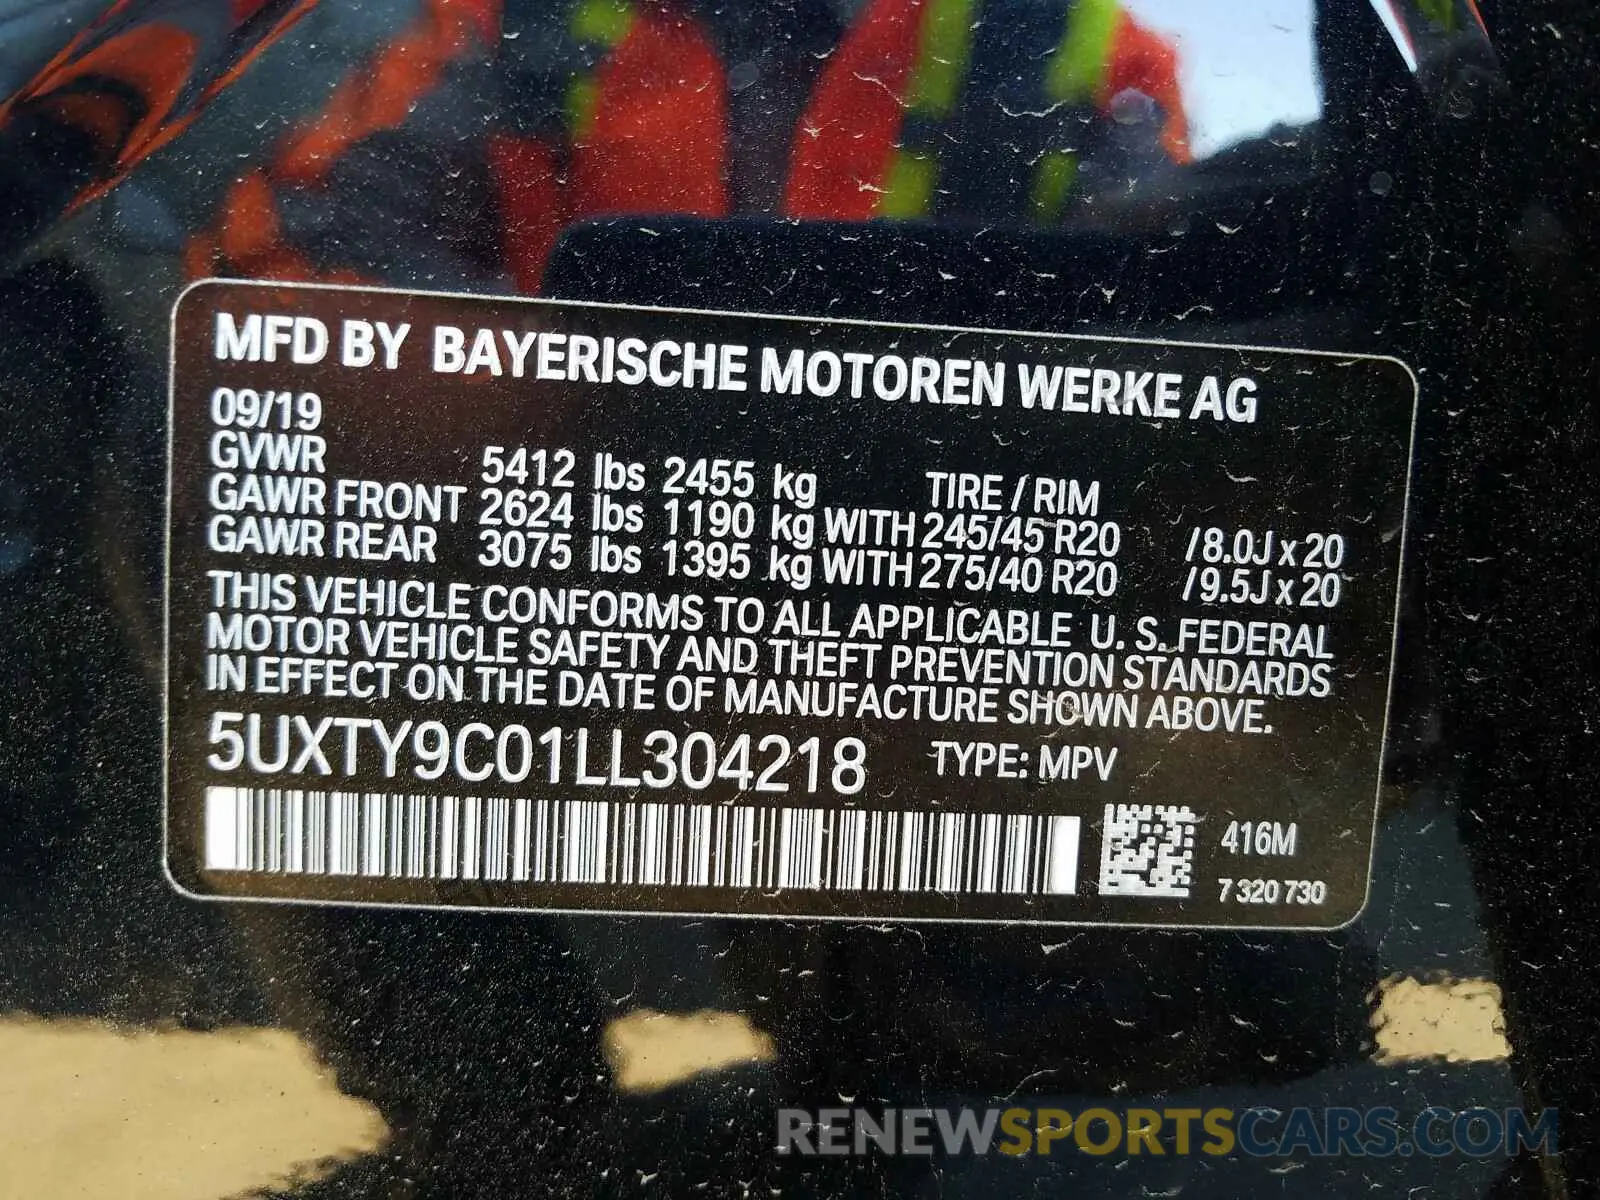 MFD BY BAYERISCHE MOTOREN WERKE AG
09/19
GVWR 5412 lbs 2455 kg TIRE / RIM
GAWR FRONT 2624 lbs 1190 kg WITH 245/45 R20 /8.0J x 20
GAWR REAR 3075 lbs 1395 kg WITH 275/40 R20 /9.5J x 20
THIS VEHICLE CONFORMS TO ALL APPLICABLE U. S. FEDERAL
MOTOR VEHICLE SAFETY AND THEFT PREVENTION STANDARDS
IN EFFECT ON THE DATE OF MANUFACTURE SHOWN ABOVE.
5UXTY9C01LL304218 TYPE: MPV
416M
7 320 730
RENEWSPORTSCARS.COM